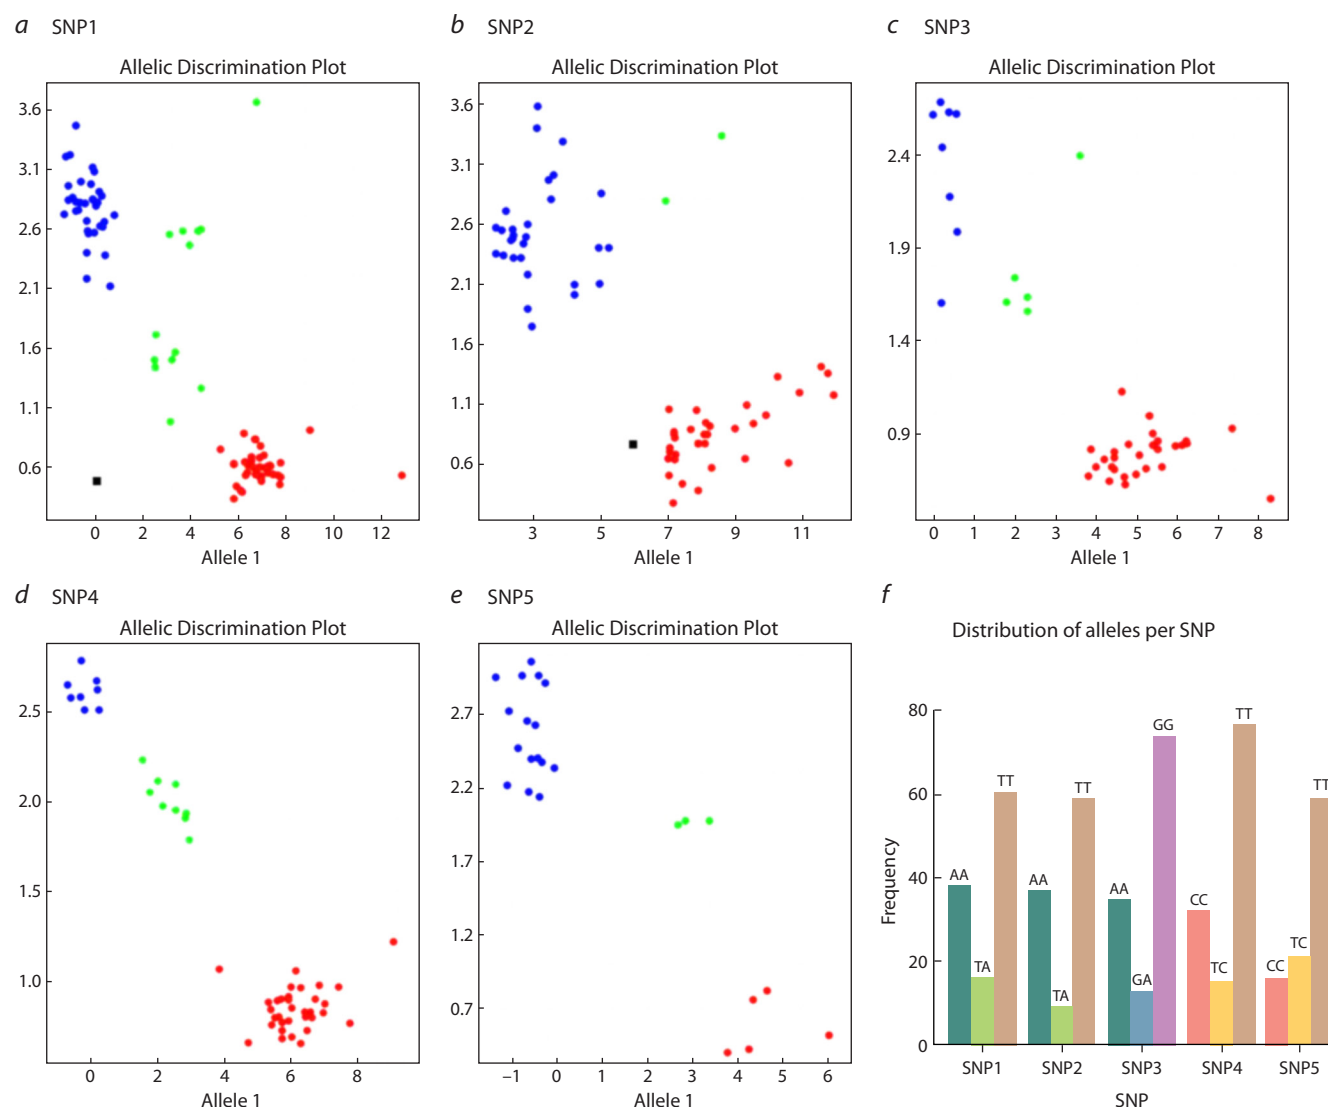 a SNP1
Allelic Discrimination Plot
3.6
3.1
2.6
2.1
1.6
1.1
0.6
0 2 4 6 8 10 12
Allele 1
b SNP2
Allelic Discrimination Plot
3.6
3.1
2.6
2.1
1.6
1.1
0.6
3 5 7 9 11
Allele 1
c SNP3
Allelic Discrimination Plot
2.4
1.9
1.4
0.9
0 1 2 3 4 5 6 7 8
Allele 1
d SNP4
Allelic Discrimination Plot
2.5
2.0
1.5
1.0
0 2 4 6 8
Allele 1
e SNP5
Allelic Discrimination Plot
2.7
2.2
1.7
1.2
0.7
−1 0 1 2 3 4 5 6
Allele 1
f
Distribution of alleles per SNP
Frequency
80
60
40
20
0
AA TA TT
AA TA TT
AA GA GG
CC TC TT
CC TC TT
SNP1 SNP2 SNP3 SNP4 SNP5
SNP